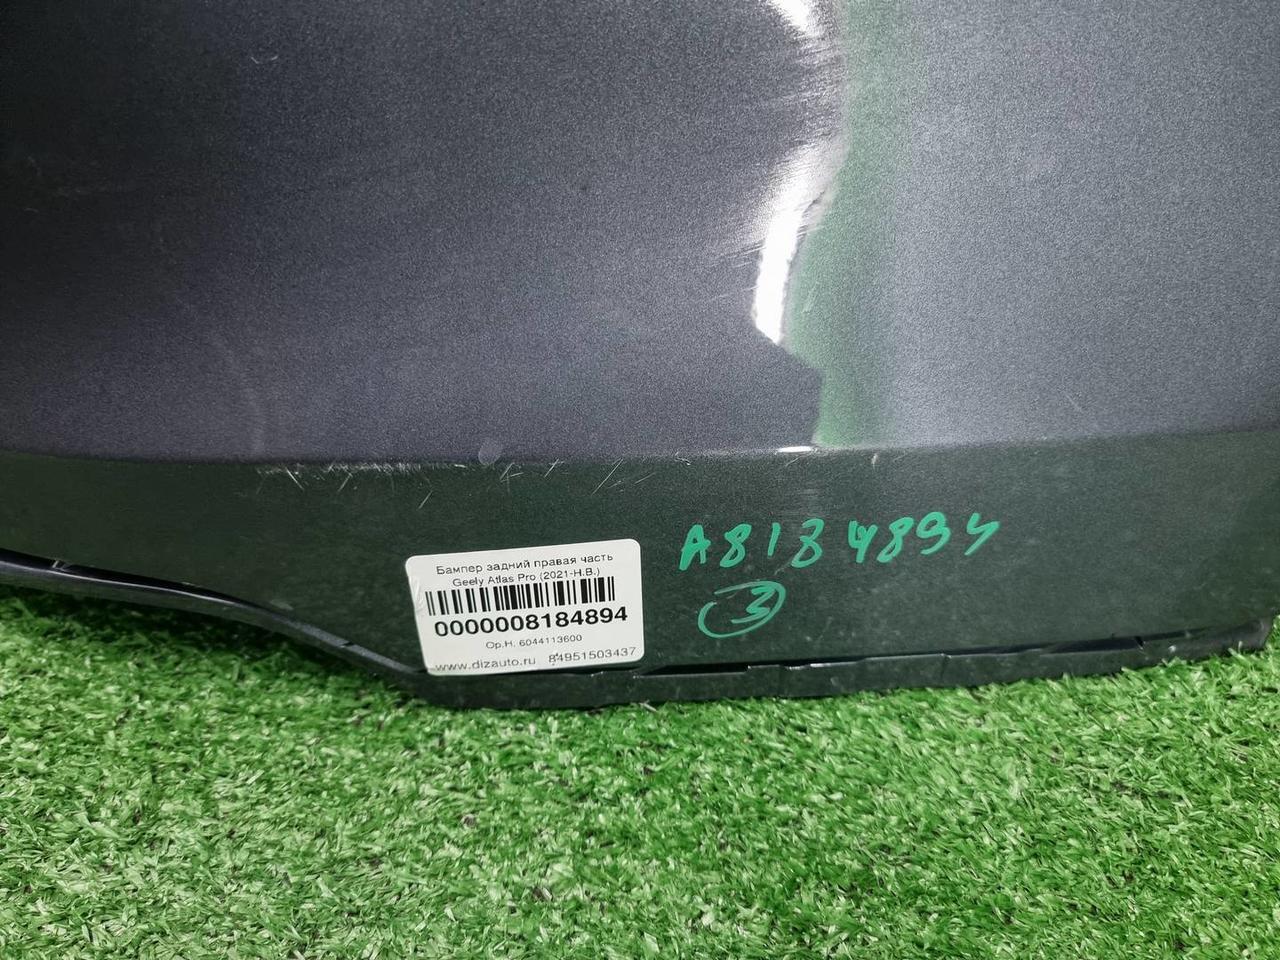 A8184894
3
Бампер задний правая часть
Geely Atlas Pro (2021-Н.В.)
0000008184894
Ор.Н. 6044113600
www.dizauto.ru 84951503437